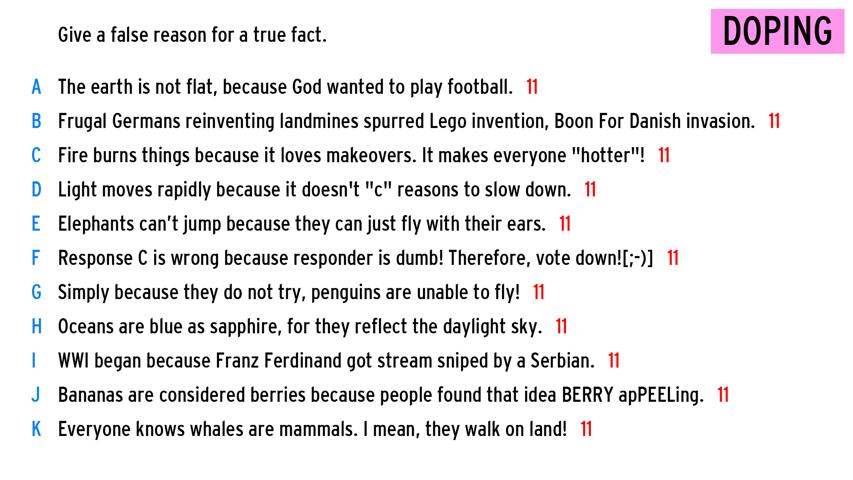 Give a false reason for a true fact.
DOPING
A The earth is not flat, because God wanted to play football. 11
B Frugal Germans reinventing landmines spurred Lego invention, Boon For Danish invasion. 11
C Fire burns things because it loves makeovers. It makes everyone "hotter"! 11
D Light moves rapidly because it doesn't "c" reasons to slow down. 11
E Elephants can't jump because they can just fly with their ears. 11
F Response C is wrong because responder is dumb! Therefore, vote down![;-)] 11
G Simply because they do not try, penguins are unable to fly! 11
H Oceans are blue as sapphire, for they reflect the daylight sky. 11
I WWI began because Franz Ferdinand got stream sniped by a Serbian. 11
J Bananas are considered berries because people found that idea BERRY apPEELing. 11
K Everyone knows whales are mammals. I mean, they walk on land! 11